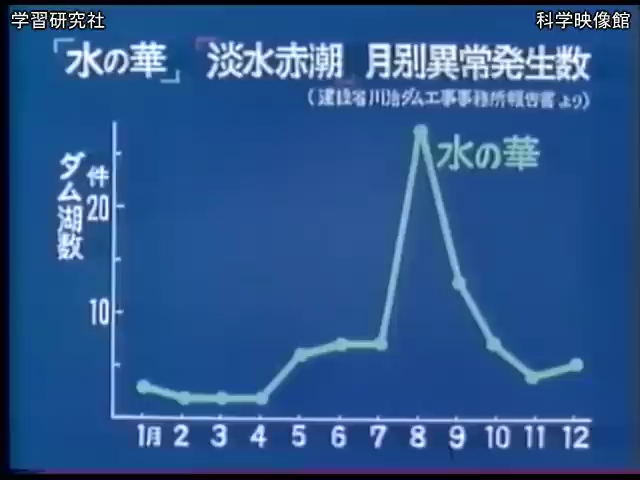 学習研究社
科学映像館
「水の華」「淡水赤潮」月別異常発生数
(建設省川治ダム工事事務所報告書より)
水の華
ダム湖数
件
20
10
1月 2 3 4 5 6 7 8 9 10 11 12